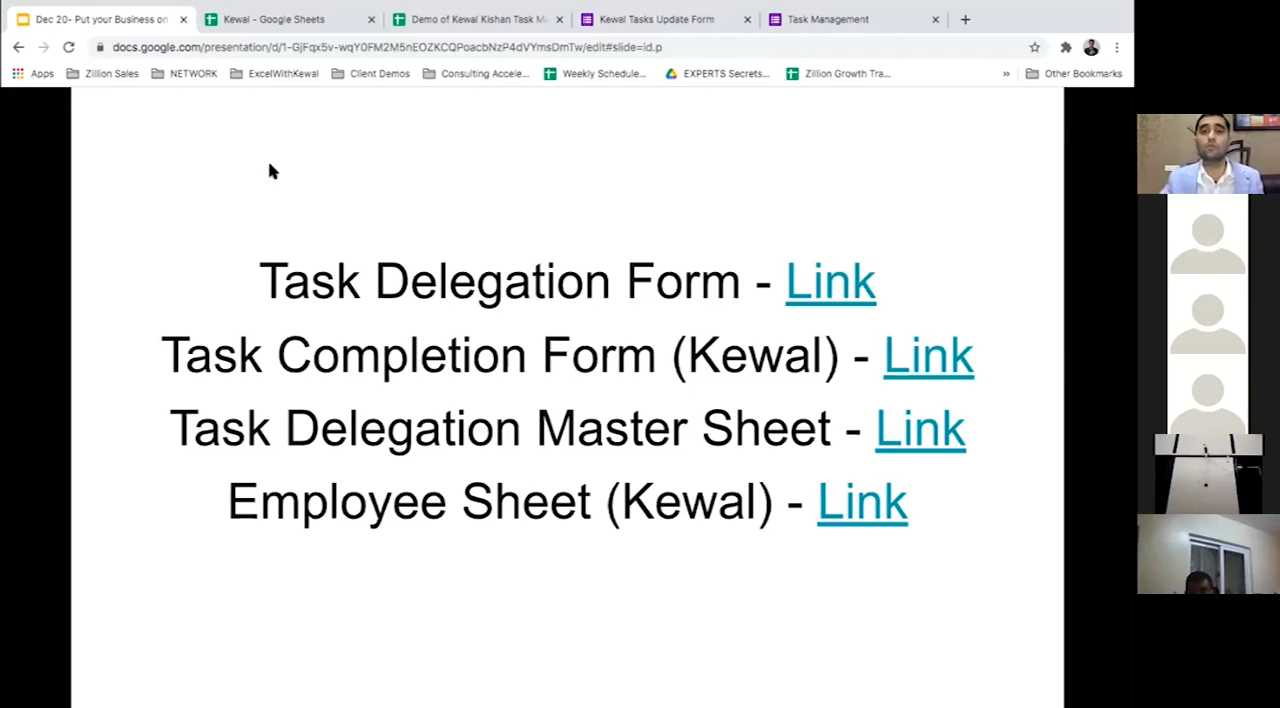 Dec 20- Put your Business on
Kewal - Google Sheets
Demo of Kewal Kishan Task M
Kewal Tasks Update Form
Task Management
docs.google.com/presentation/d/1-GjFqx5v-wqY0FM2M5nEOZKCQPoacbNzP4dVYmsDmTw/edit#slide=id.p
Apps
Zillion Sales
NETWORK
ExcelWithKewal
Client Demos
Consulting Accele...
Weekly Schedule...
EXPERTS Secrets...
Zillion Growth Tra...
»
Other Bookmarks
Task Delegation Form - Link
Task Completion Form (Kewal) - Link
Task Delegation Master Sheet - Link
Employee Sheet (Kewal) - Link